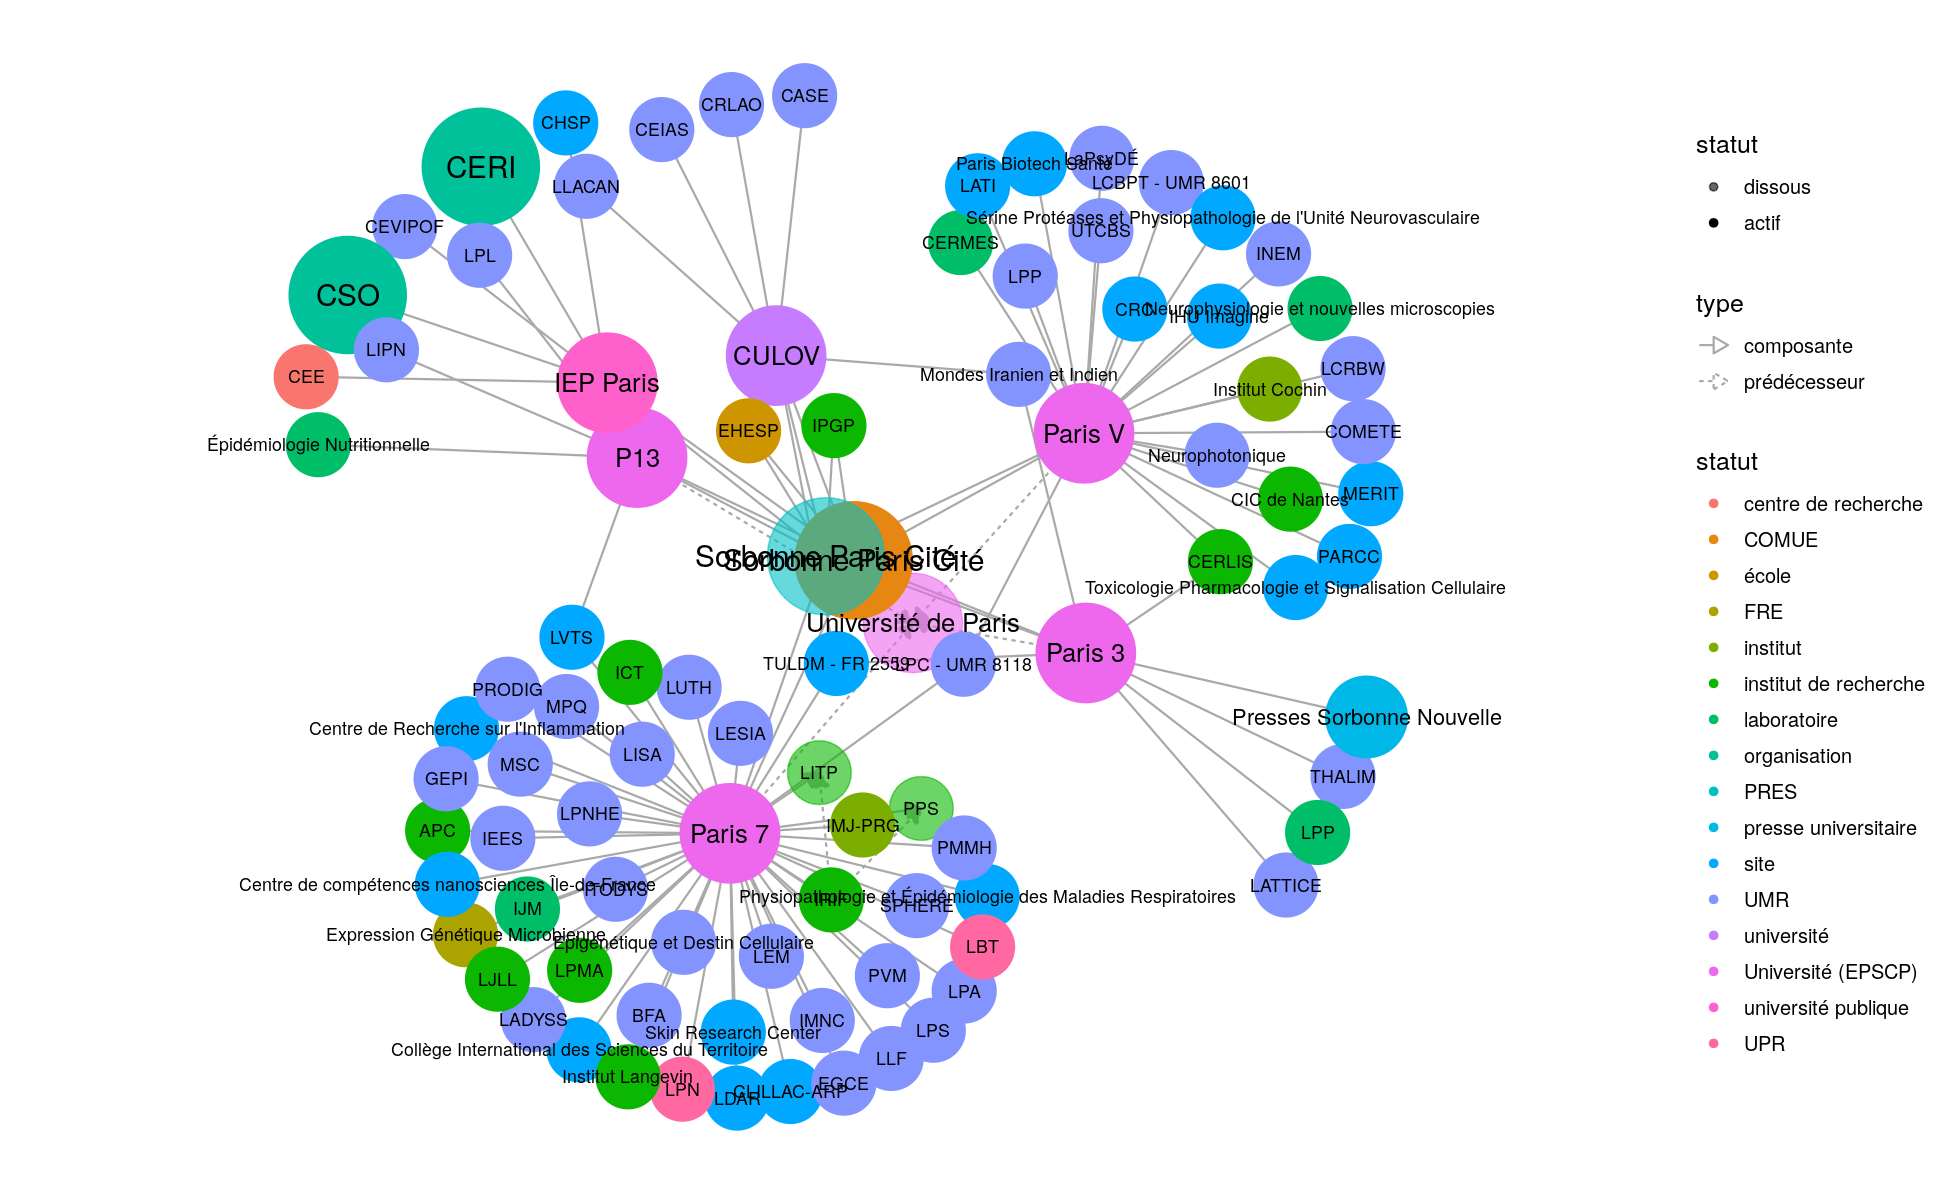 CASE
CRLAO
CHSP
CEIAS
CERI
LLACAN
CEVIPOF
LPL
CSO
LIPN
CEE
IEP Paris
CULOV
Épidémiologie Nutritionnelle
P13
EHESP
IPGP
Paris Biotech Santé
LaPsyDÉ
LATI
LCBPT - UMR 8601
Sérine Protéases et Physiopathologie de l'Unité Neurovasculaire
UTCBS
CERMES
INEM
LPP
CRC
Neurophysiologie et nouvelles microscopies
IHU Imagine
Mondes Iranien et Indien
LCRBW
Institut Cochin
Paris V
COMETE
Neurophotonique
MERIT
CIC de Nantes
PARCC
CERLIS
Toxicologie Pharmacologie et Signalisation Cellulaire
Sorbonne Paris Cité
Sorbonne Paris Cité
Université de Paris
Paris 3
TULDM - FR 2559
LPC - UMR 8118
LVTS
ICT
LUTH
PRODIG
MPQ
Centre de Recherche sur l'Inflammation
LESIA
LISA
MSC
GEPI
LITP
PPS
LPNHE
IMJ-PRG
APC
IEES
Paris 7
PMMH
Presses Sorbonne Nouvelle
THALIM
LPP
LATTICE
Centre de compétences nanosciences Île-de-France
ITODYS
IJM
Physiopathologie et Épidémiologie des Maladies Respiratoires
IRIF
SPHERE
Expression Génétique Microbienne
Épigénétique et Destin Cellulaire
LBT
LEM
LPMA
LJLL
PVM
LPA
LADYSS
BFA
IMNC
LPS
Skin Research Center
Collège International des Sciences du Territoire
LLF
Institut Langevin
LPN
EGCE
LDAR
CLILLAC-ARP
statut
dissous
actif
type
composante
prédécesseur
statut
centre de recherche
COMUE
école
FRE
institut
institut de recherche
laboratoire
organisation
PRES
presse universitaire
site
UMR
université
Université (EPSCP)
université publique
UPR